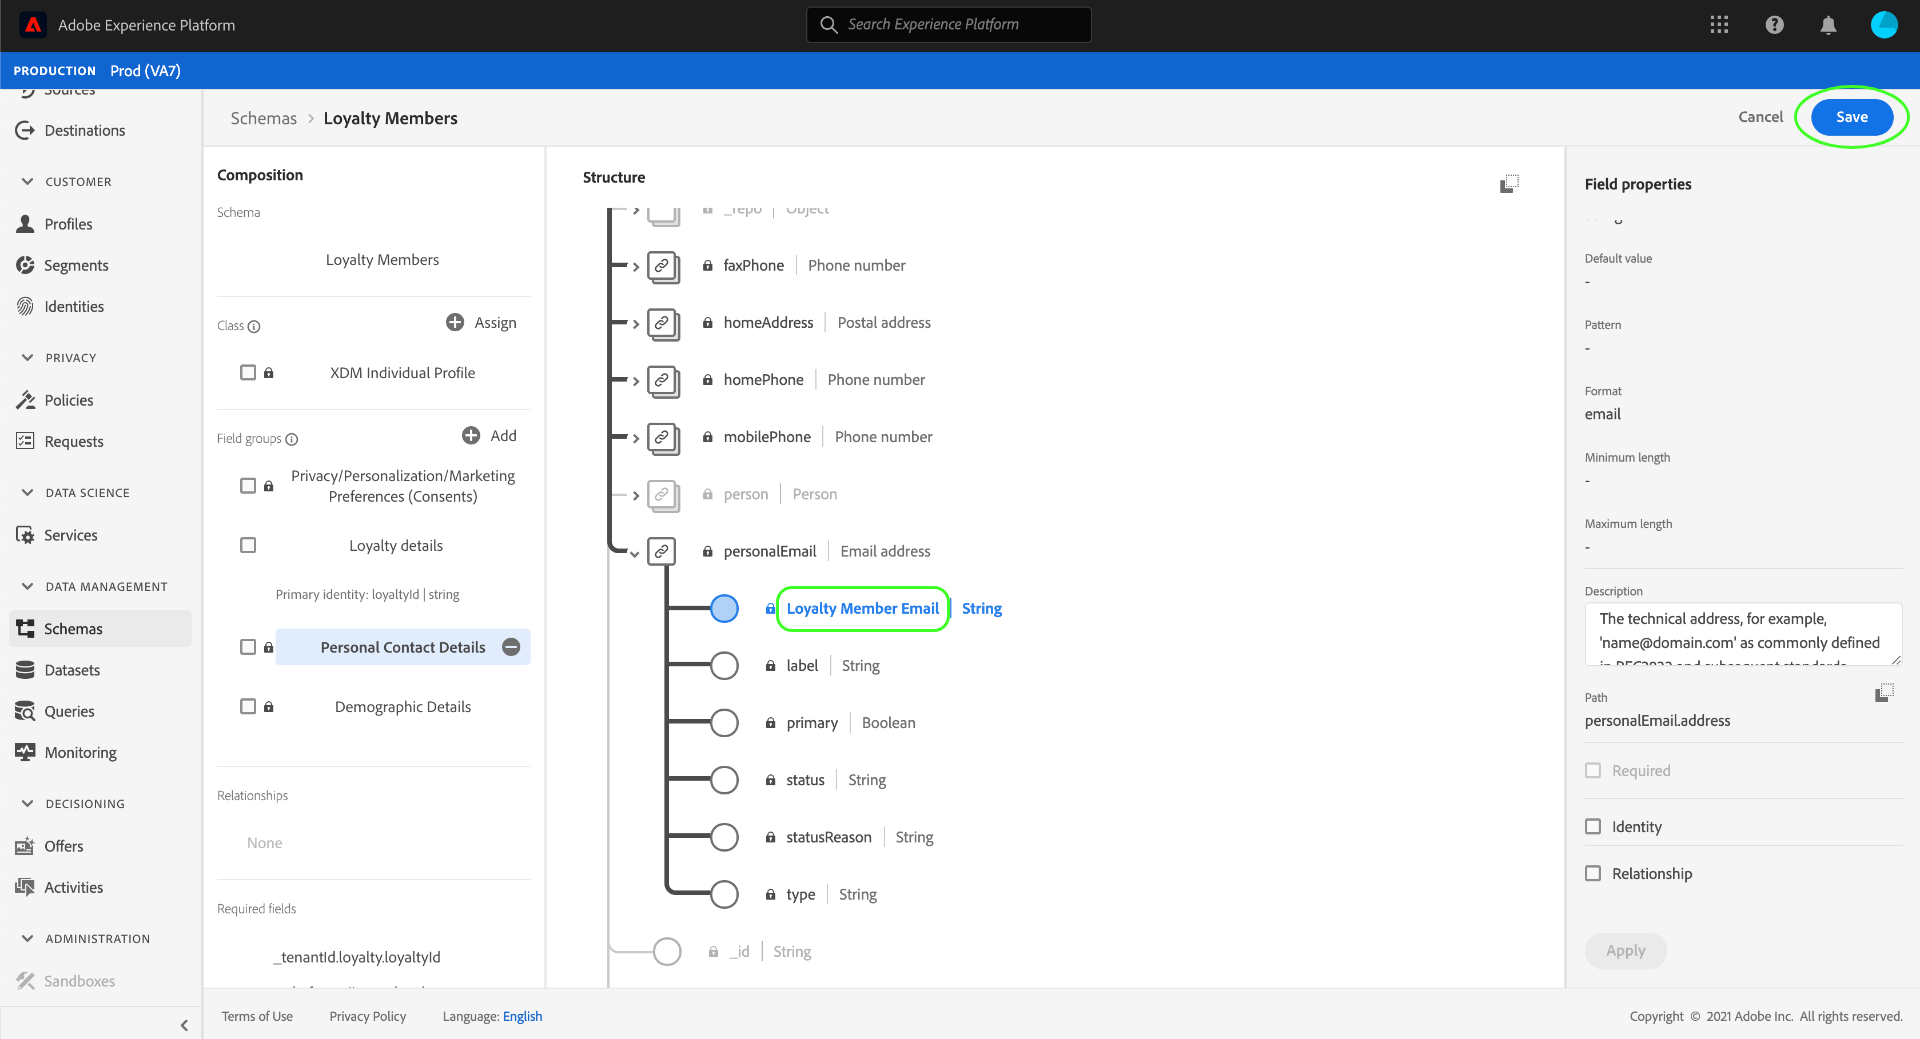 Adobe Experience Platform
Search Experience Platform
PRODUCTION Prod (VA7)
Sources
Destinations
CUSTOMER
Profiles
Segments
Identities
PRIVACY
Policies
Requests
DATA SCIENCE
Services
DATA MANAGEMENT
Schemas
Datasets
Queries
Monitoring
DECISIONING
Offers
Activities
ADMINISTRATION
Sandboxes
Schemas > Loyalty Members
Cancel
Save
Composition
Schema
Loyalty Members
Class
Assign
XDM Individual Profile
Field groups
Add
Privacy/Personalization/Marketing
Preferences (Consents)
Loyalty details
Primary identity: loyaltyId | string
Personal Contact Details
Demographic Details
Relationships
None
Required fields
_tenantId.loyalty.loyaltyId
Structure
_repo | Object
faxPhone | Phone number
homeAddress | Postal address
homePhone | Phone number
mobilePhone | Phone number
person | Person
personalEmail | Email address
Loyalty Member Email | String
label | String
primary | Boolean
status | String
statusReason | String
type | String
_id | String
Field properties
Default value
-
Pattern
-
Format
email
Minimum length
-
Maximum length
-
Description
The technical address, for example,
'name@domain.com' as commonly defined
in RFC2822 and subsequent standards
Path
personalEmail.address
Required
Identity
Relationship
Apply
Terms of Use
Privacy Policy
Language: English
Copyright © 2021 Adobe Inc. All rights reserved.